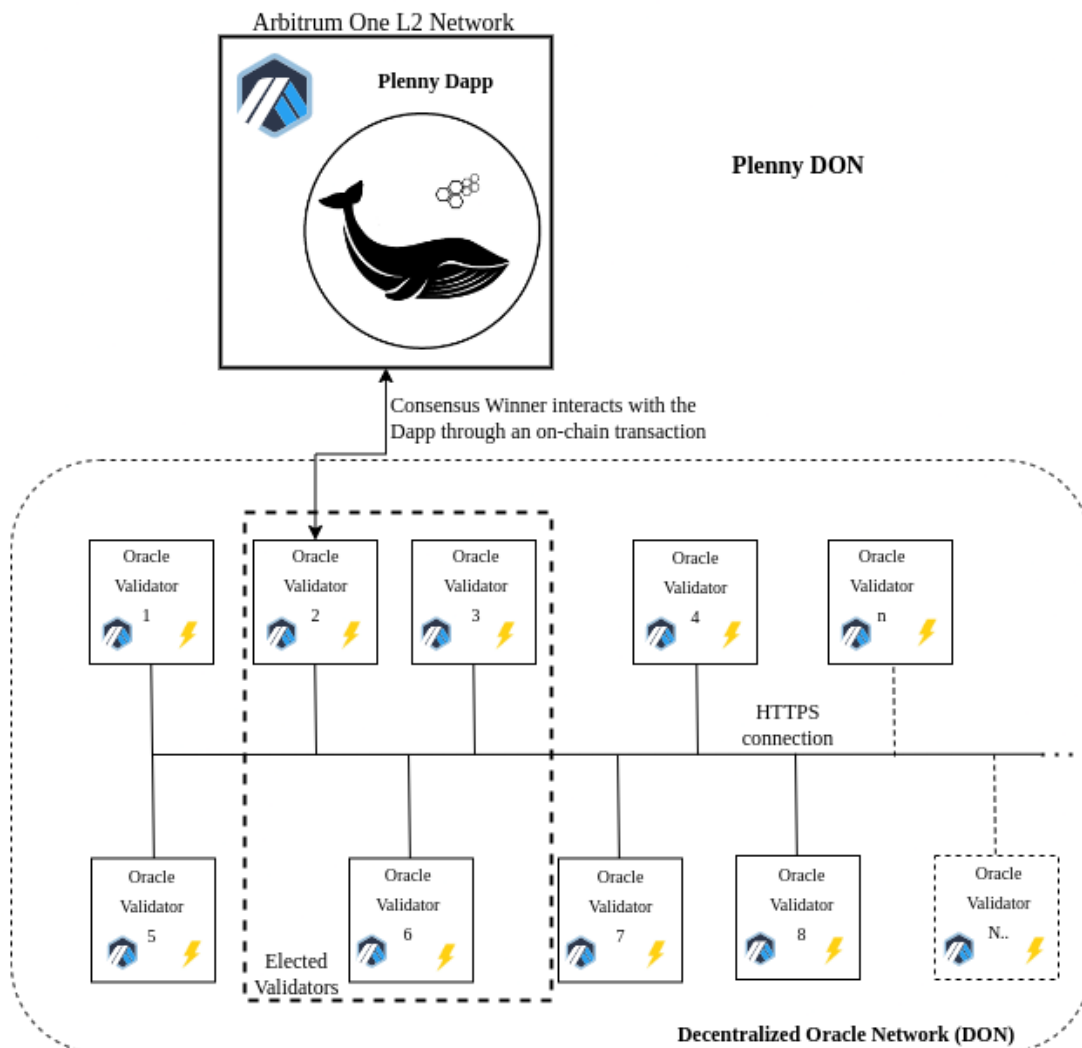 Arbitrum One L2 Network
Plenny Dapp
Plenny DON
Consensus Winner interacts with the
Dapp through an on-chain transaction
Oracle
Validator
1
Oracle
Validator
2
Oracle
Validator
3
Oracle
Validator
4
Oracle
Validator
n
HTTPS
connection
Oracle
Validator
5
Oracle
Validator
6
Oracle
Validator
7
Oracle
Validator
8
Oracle
Validator
N..
Elected
Validators
Decentralized Oracle Network (DON)